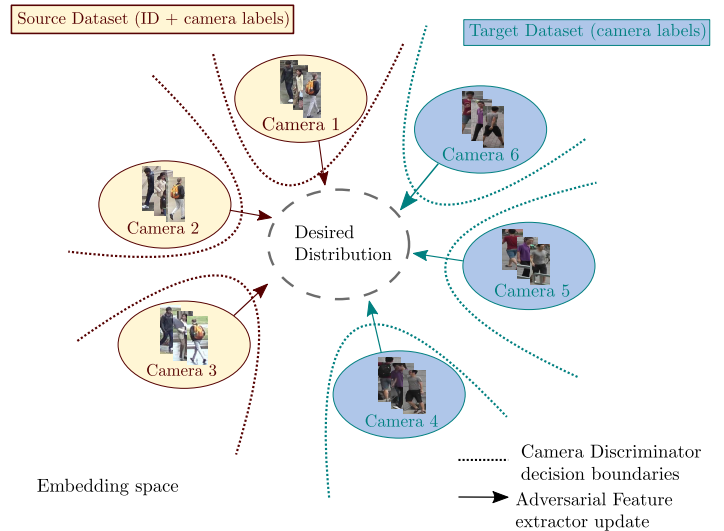 Source Dataset (ID + camera labels)
Target Dataset (camera labels)
Camera 1
Camera 6
Camera 2
Desired
Distribution
Camera 5
Camera 3
Camera 4
Camera Discriminator
decision boundaries
Embedding space
Adversarial Feature
extractor update